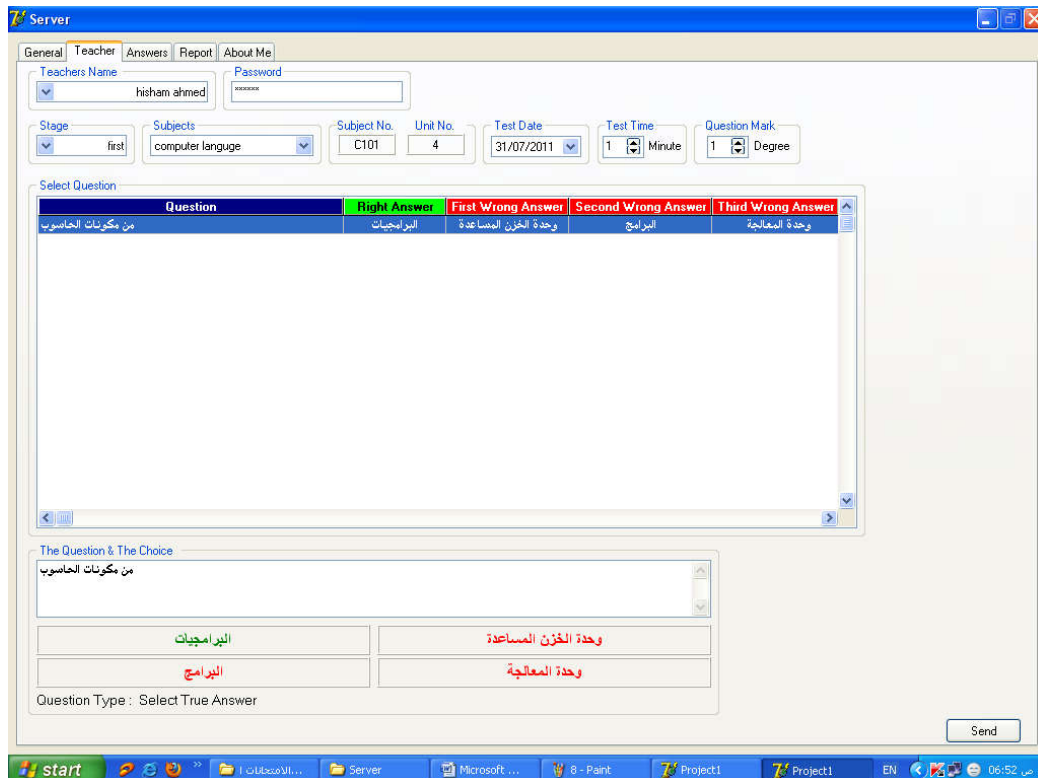 Server
General Teacher Answers Report About Me
Teachers Name Password
hisham ahmed ******
Stage Subjects Subject No. Unit No. Test Date Test Time Question Mark
first computer languge C101 4 31/07/2011 1 Minute 1 Degree
Select Question
Question Right Answer First Wrong Answer Second Wrong Answer Third Wrong Answer
من مكونات الحاسوب البرامجيات وحدة الخزن المساعدة البرامج وحدة المعالجة
The Question & The Choice
من مكونات الحاسوب
البرامجيات وحدة الخزن المساعدة
البرامج وحدة المعالجة
Question Type : Select True Answer
Send
start الامتحانات ا... Server Microsoft ... 8 - Paint Project1 Project1 EN 06:52 ص